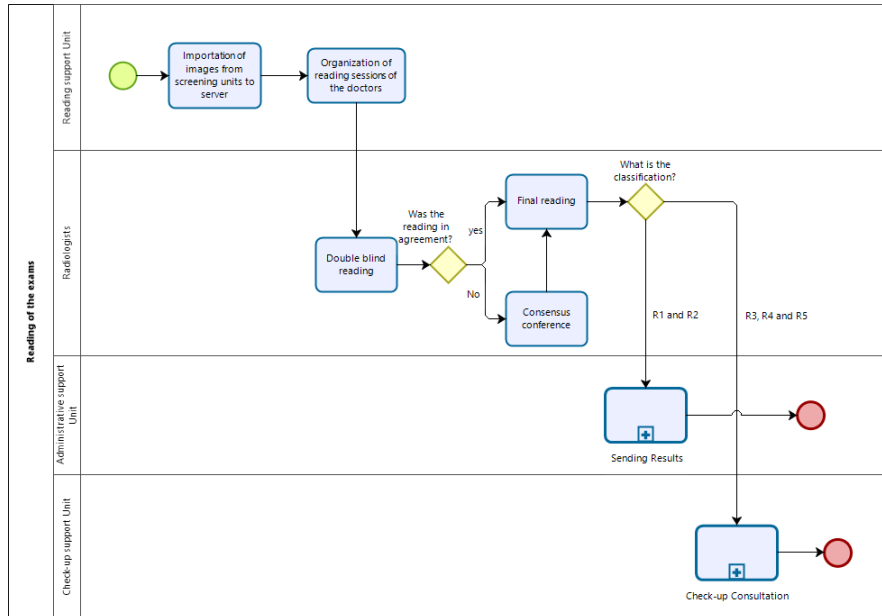 Reading of the exams
Reading support Unit
Importation of
images from
screening units to
server
Organization of
reading sessions of
the doctors
Radiologists
Double blind
reading
Was the
reading in
agreement?
yes
No
Final reading
Consensus
conference
What is the
classification?
R1 and R2
R3, R4 and R5
Administrative support
Unit
Sending Results
Check-up support Unit
Check-up Consultation